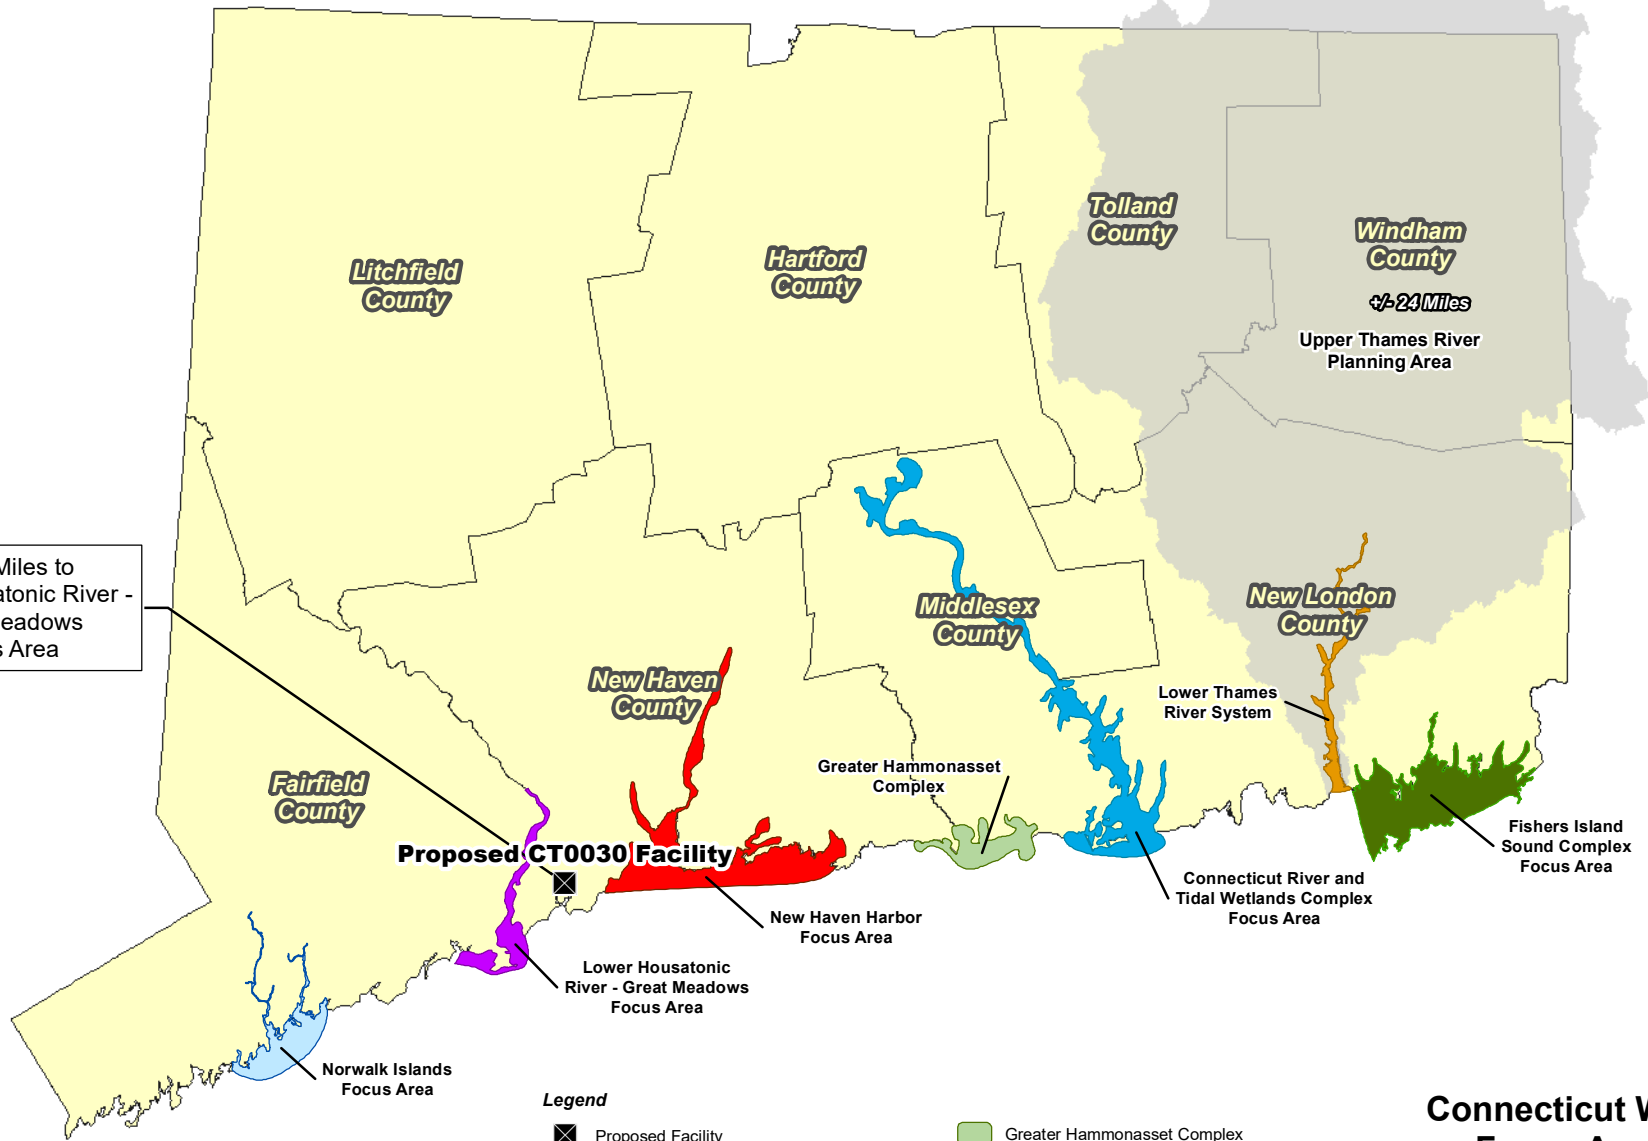 Tolland
County
Windham
County
+/- 24 Miles
Upper Thames River
Planning Area
Litchfield
County
Hartford
County
Miles to
River -
Area
Middlesex
County
New London
County
New Haven
County
Lower Thames
River System
Fairfield
County
Greater Hammonasset
Complex
Proposed CT0030 Facility
Fishers Island
Sound Complex
Focus Area
Connecticut River and
Tidal Wetlands Complex
Focus Area
New Haven Harbor
Focus Area
Lower Housatonic
River - Great Meadows
Focus Area
Norwalk Islands
Focus Area
Legend
Proposed Facility
Greater Hammonasset Complex
Connecticut